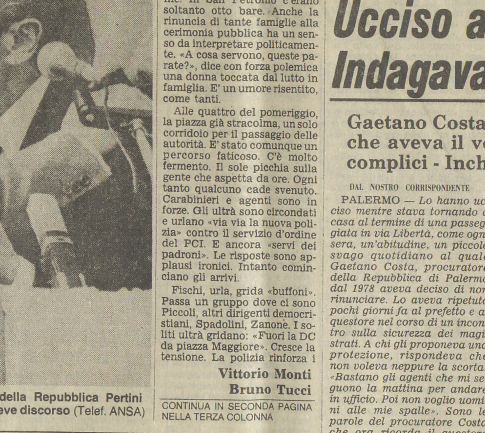 me. In San Petronio c'erano
soltanto otto bare. Anche la
rinuncia di tante famiglie alla
cerimonia pubblica ha un sen-
so da interpretare politicamen-
te. «A cosa servono, queste pa-
rate?», dice con forza polemica
una donna toccata dal lutto in
famiglia. E' un umore risentito,
come tanti.
Alle quattro del pomeriggio,
la piazza già stracolma, un solo
corridoio per il passaggio delle
autorità. E' stato comunque un
percorso faticoso. C'è molto
fermento. Il sole picchia sulla
gente che aspetta da ore. Ogni
tanto qualcuno cade svenuto.
Carabinieri e agenti sono in
forze. Gli ultrà sono circondati
e urlano «via via la nuova poli-
zia» contro il servizio d'ordine
del PCI. E ancora «servi dei
padroni». Le risposte sono ap-
plausi ironici. Intanto comin-
ciano gli arrivi.
Fischi, urla, grida «buffoni».
Passa un gruppo dove ci sono
Piccoli, altri dirigenti democri-
stiani, Spadolini, Zanone. I so-
liti ultrà gridano: «Fuori la DC
da piazza Maggiore». Cresce la
tensione. La polizia rinforza i
Vittorio Monti
Bruno Tucci
CONTINUA IN SECONDA PAGINA
NELLA TERZA COLONNA
della Repubblica Pertini
eve discorso (Telef. ANSA)
Ucciso a
Indagava
Gaetano Costa
che aveva il v
complici - Inch
DAL NOSTRO CORRISPONDENTE
PALERMO — Lo hanno uc
ciso mentre stava tornando a
casa al termine di una passeg
giata in via Libertà, come ogn
sera, un'abitudine, un piccolo
svago quotidiano al quale
Gaetano Costa, procuratore
della Repubblica di Palermo
dal 1978 aveva deciso di non
rinunciare. Lo aveva ripetuto
pochi giorni fa al prefetto e a
questore nel corso di un incon
tro sulla sicurezza dei magi
strati. A chi gli proponeva una
protezione, rispondeva che
non voleva neppure la scorta
«Bastano gli agenti che mi se
guono la mattina per andare
in ufficio. Poi non voglio uomi
ni alle mie spalle». Sono le
parole del procuratore Costa
che ora ricorda il questore